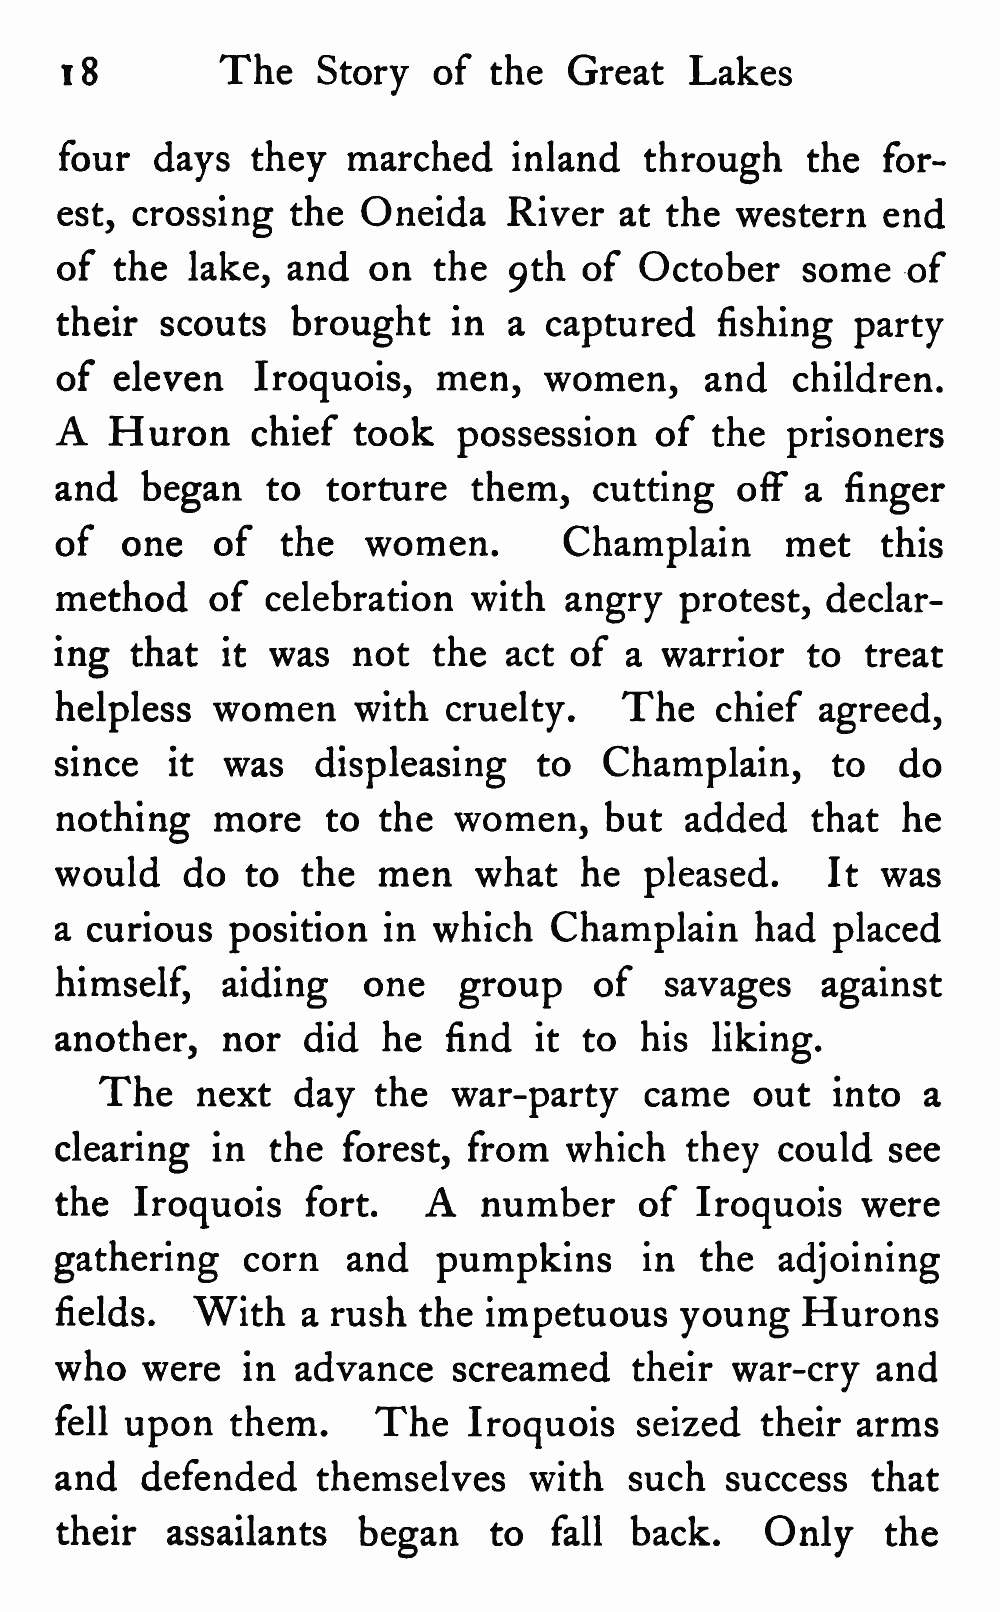 18 The Story of the Great Lakes
four days they marched inland through the for-
est, crossing the Oneida River at the western end
of the lake, and on the 9th of October some of
their scouts brought in a captured fishing party
of eleven Iroquois, men, women, and children.
A Huron chief took possession of the prisoners
and began to torture them, cutting off a finger
of one of the women. Champlain met this
method of celebration with angry protest, declar-
ing that it was not the act of a warrior to treat
helpless women with cruelty. The chief agreed,
since it was displeasing to Champlain, to do
nothing more to the women, but added that he
would do to the men what he pleased. It was
a curious position in which Champlain had placed
himself, aiding one group of savages against
another, nor did he find it to his liking.
The next day the war-party came out into a
clearing in the forest, from which they could see
the Iroquois fort. A number of Iroquois were
gathering corn and pumpkins in the adjoining
fields. With a rush the impetuous young Hurons
who were in advance screamed their war-cry and
fell upon them. The Iroquois seized their arms
and defended themselves with such success that
their assailants began to fall back. Only the